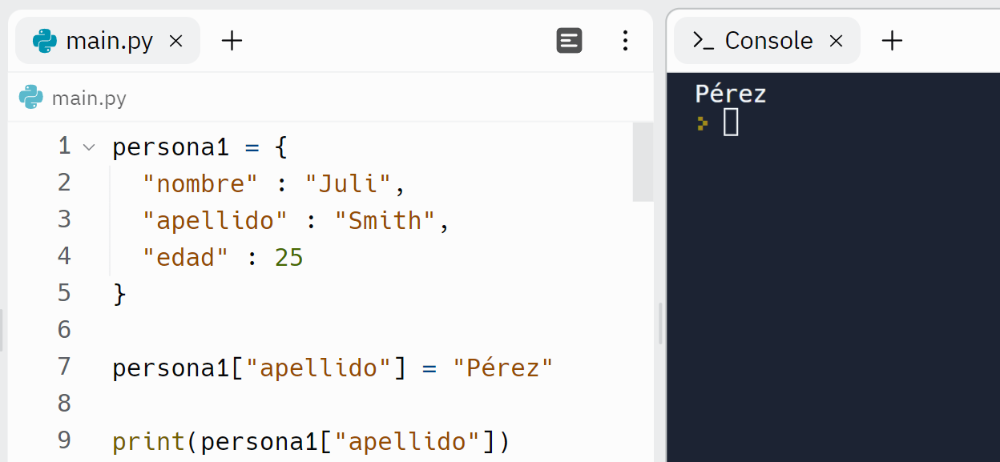 main.py
main.py
1 persona1 = {
2 "nombre" : "Juli",
3 "apellido" : "Smith",
4 "edad" : 25
5 }
6
7 persona1["apellido"] = "Pérez"
8
9 print(persona1["apellido"])
>_ Console
Pérez